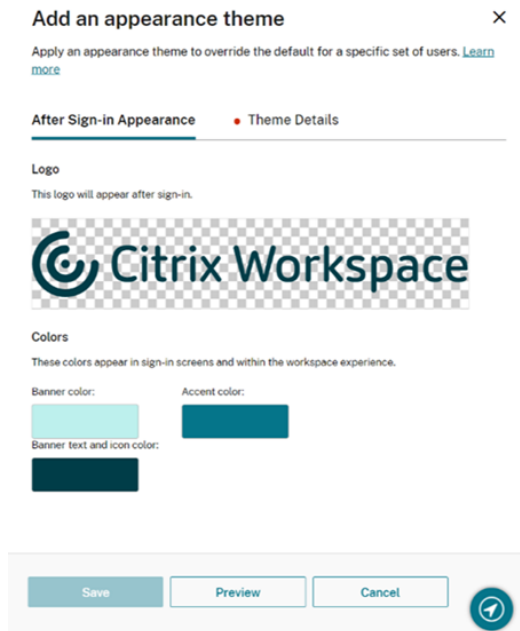 Add an appearance theme
Apply an appearance theme to override the default for a specific set of users. Learn
more
After Sign-in Appearance
Theme Details
Logo
This logo will appear after sign-in.
Citrix Workspace
Colors
These colors appear in sign-in screens and within the workspace experience.
Banner color:
Accent color:
Banner text and icon color:
Save
Preview
Cancel